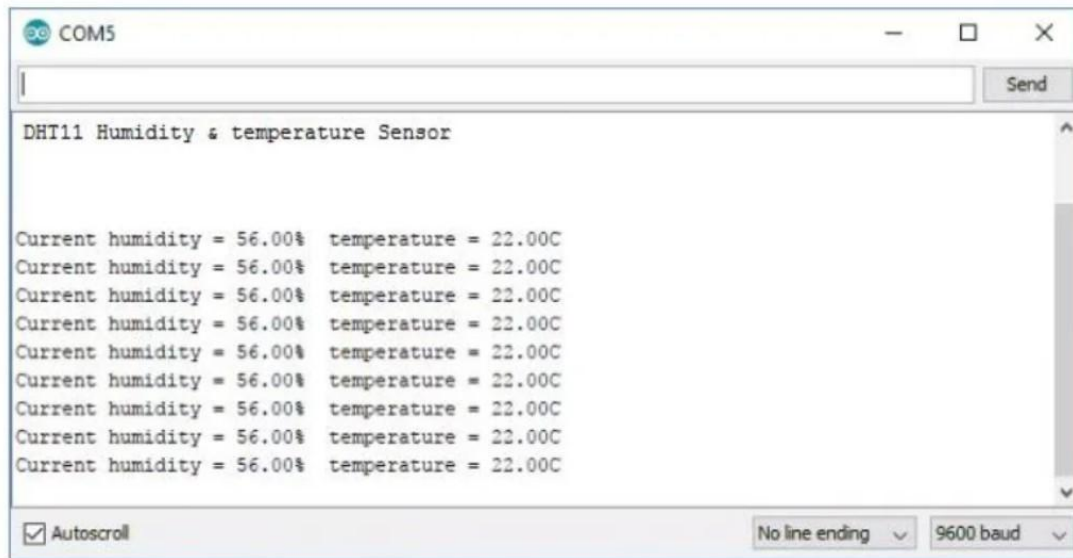 COM5
Send
DHT11 Humidity & temperature Sensor
Current humidity = 56.00%  temperature = 22.00C
Current humidity = 56.00%  temperature = 22.00C
Current humidity = 56.00%  temperature = 22.00C
Current humidity = 56.00%  temperature = 22.00C
Current humidity = 56.00%  temperature = 22.00C
Current humidity = 56.00%  temperature = 22.00C
Current humidity = 56.00%  temperature = 22.00C
Current humidity = 56.00%  temperature = 22.00C
Current humidity = 56.00%  temperature = 22.00C
Autoscroll No line ending 9600 baud